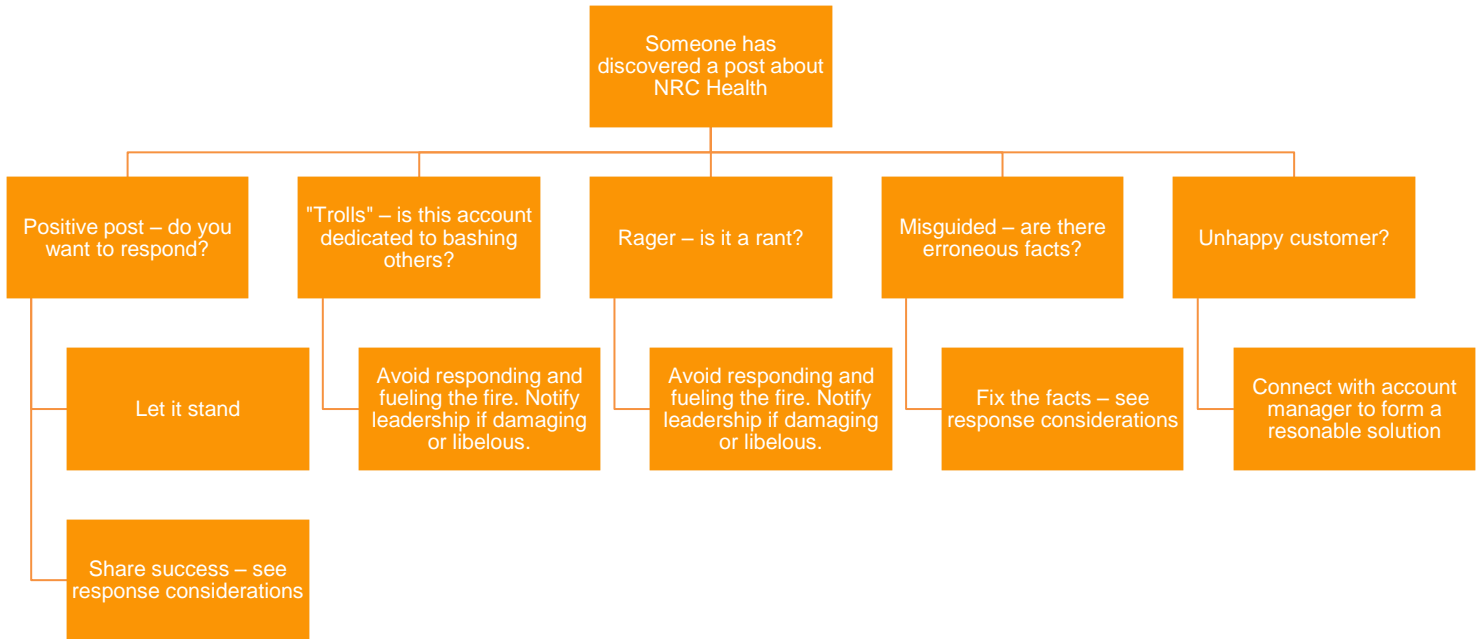 Someone has
discovered a post about
NRC Health
Positive post – do you
want to respond?
"Trolls" – is this account
dedicated to bashing
others?
Rager – is it a rant?
Misguided – are there
erroneous facts?
Unhappy customer?
Let it stand
Avoid responding and
fueling the fire. Notify
leadership if damaging
or libelous.
Avoid responding and
fueling the fire. Notify
leadership if damaging
or libelous.
Fix the facts – see
response considerations
Connect with account
manager to form a
resonable solution
Share success – see
response considerations